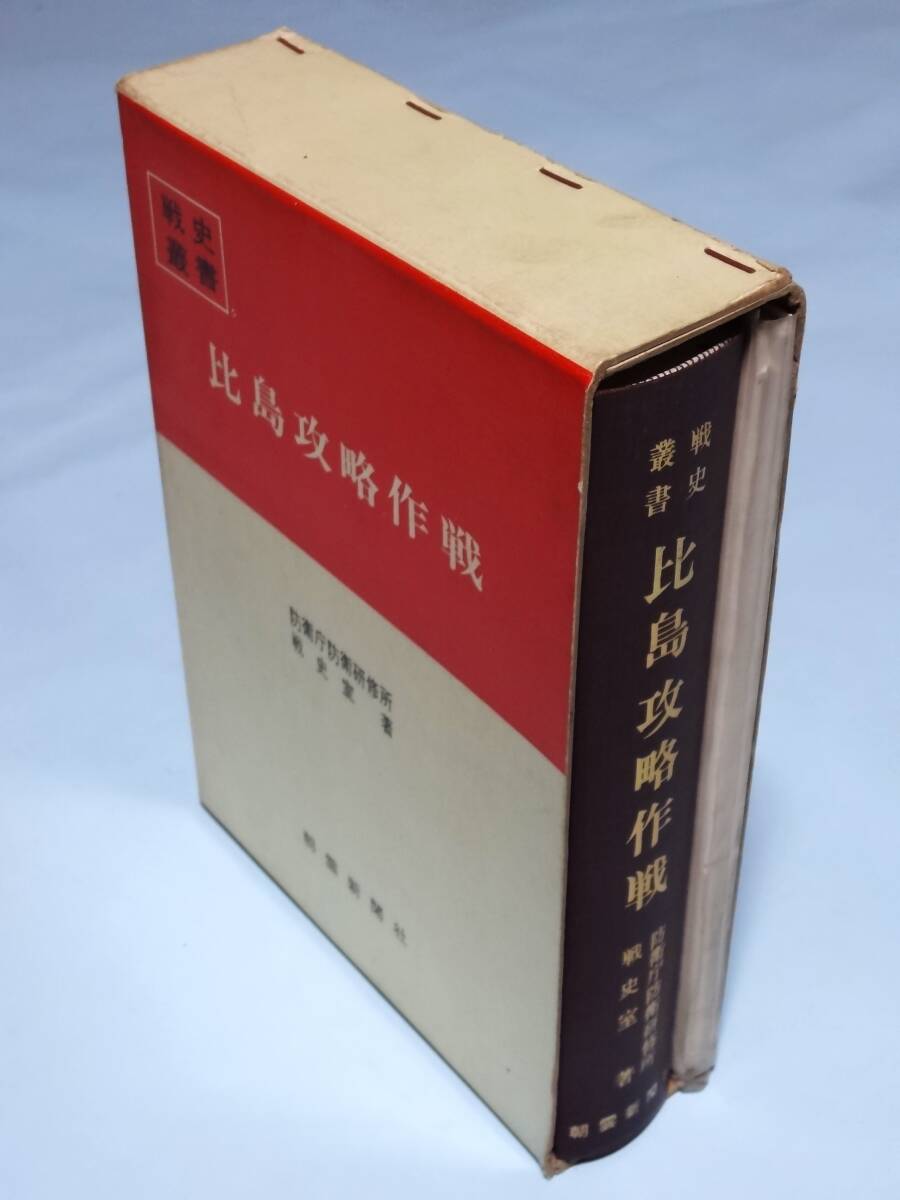 戦史
叢書
比島攻略作戦
防衛庁防衛研修所
戦史室 著
朝雲新聞社
戦史
叢書
比島攻略作戦
防衛庁防衛研修所
戦史室 著
朝雲新聞